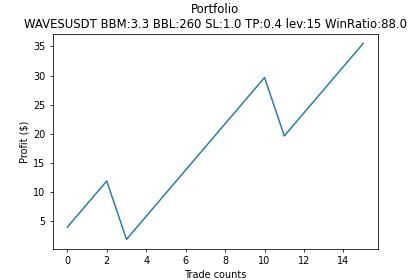 Portfolio
WAVESUSDT BBM:3.3 BBL:260 SL:1.0 TP:0.4 lev:15 WinRatio:88.0
35
30
25
20
15
10
5
Profit ($)
0 2 4 6 8 10 12 14
Trade counts